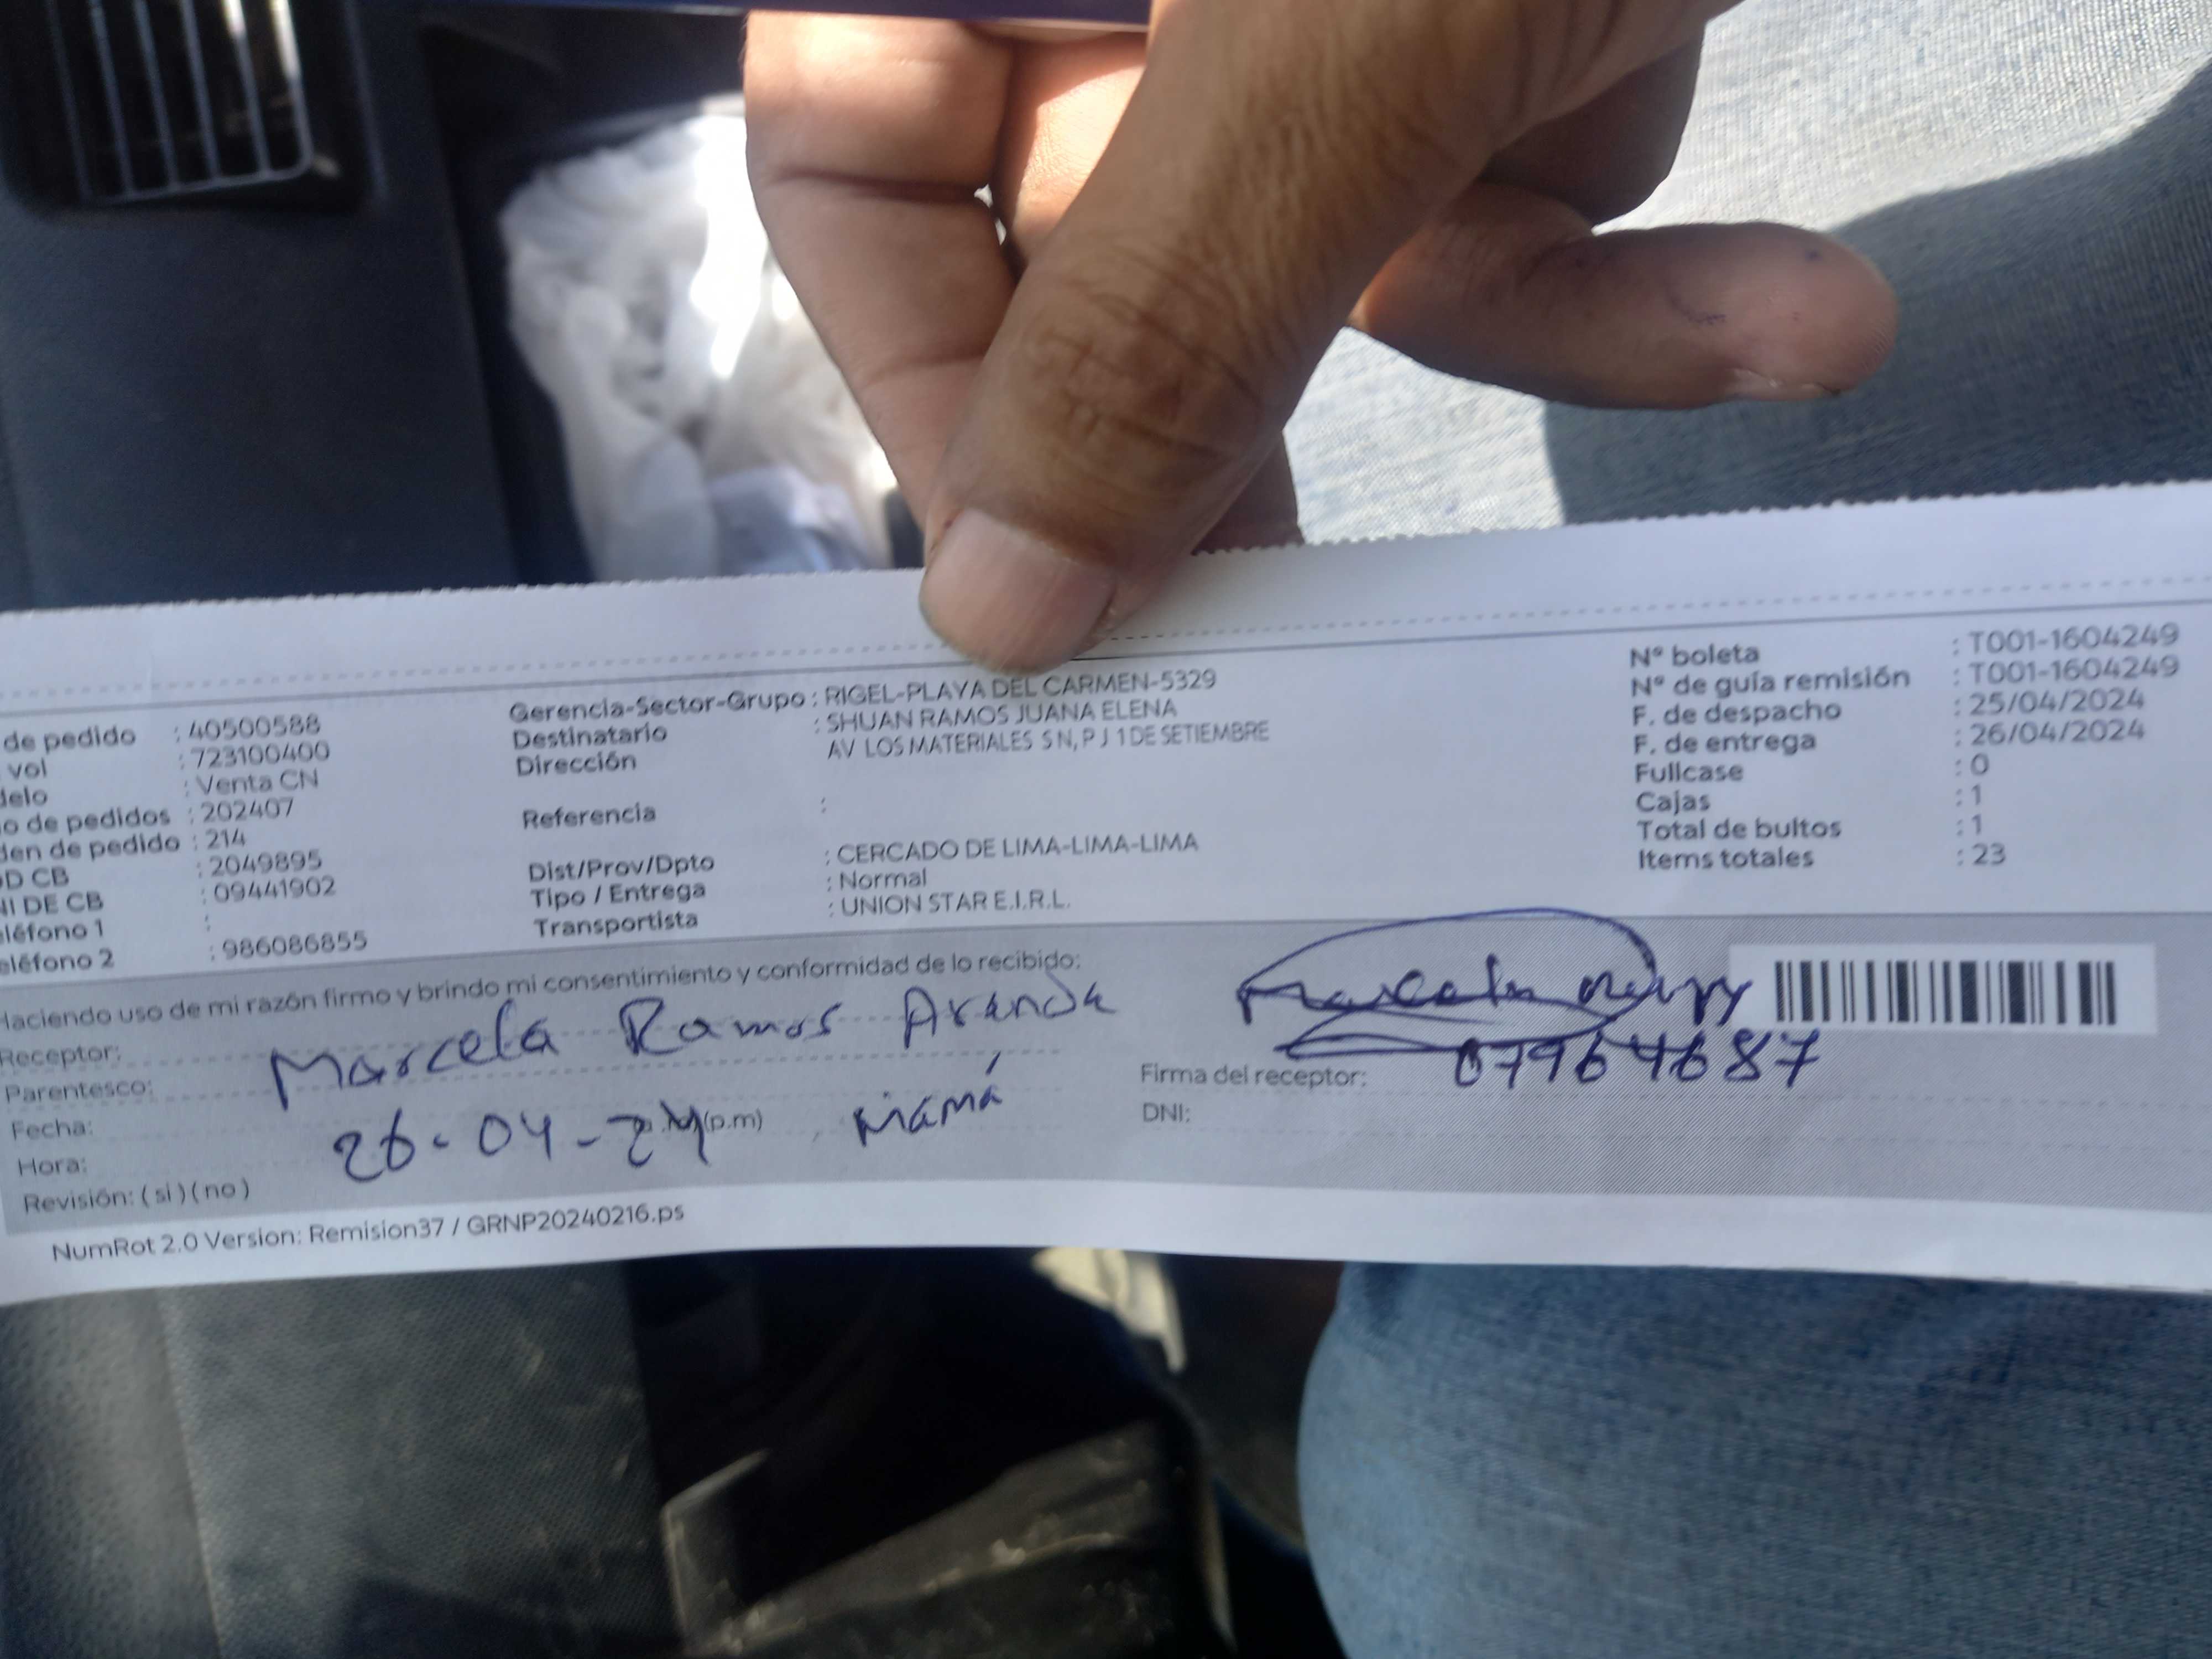 de pedido : 40500588
vol : 723100400
delo : Venta CN
o de pedidos : 202407
den de pedido : 214
OD CB : 2049895
NI DE CB : 09441902
eléfono 1 :
eléfono 2 : 986086855
Gerencia-Sector-Grupo : RIGEL-PLAYA DEL CARMEN-5329
Destinatario : SHUAN RAMOS JUANA ELENA
Dirección AV LOS MATERIALES S N, P J 1 DE SETIEMBRE
Referencia :
Dist/Prov/Dpto : CERCADO DE LIMA-LIMA-LIMA
Tipo / Entrega : Normal
Transportista : UNION STAR E.I.R.L.
N° boleta : T001-1604249
N° de guía remisión : T001-1604249
F. de despacho : 25/04/2024
F. de entrega : 26/04/2024
Fullcase : 0
Cajas : 1
Total de bultos : 1
Items totales : 23
Haciendo uso de mi razón firmo y brindo mi consentimiento y conformidad de lo recibido:
Receptor: Marcela Ramos Aranda
Parentesco: Mamá
Fecha: 26-04-24
Hora: (p.m)
Revisión: ( si ) ( no )
Firma del receptor: Marcela
DNI: 07964687
NumRot 2.0 Version: Remision37 / GRNP20240216.ps